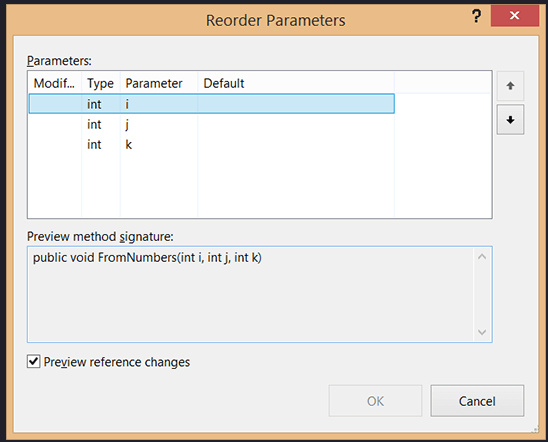 Reorder Parameters
?
Parameters:
Modif... Type Parameter Default
int i
int j
int k
Preview method signature:
public void FromNumbers(int i, int j, int k)
Preview reference changes
OK Cancel